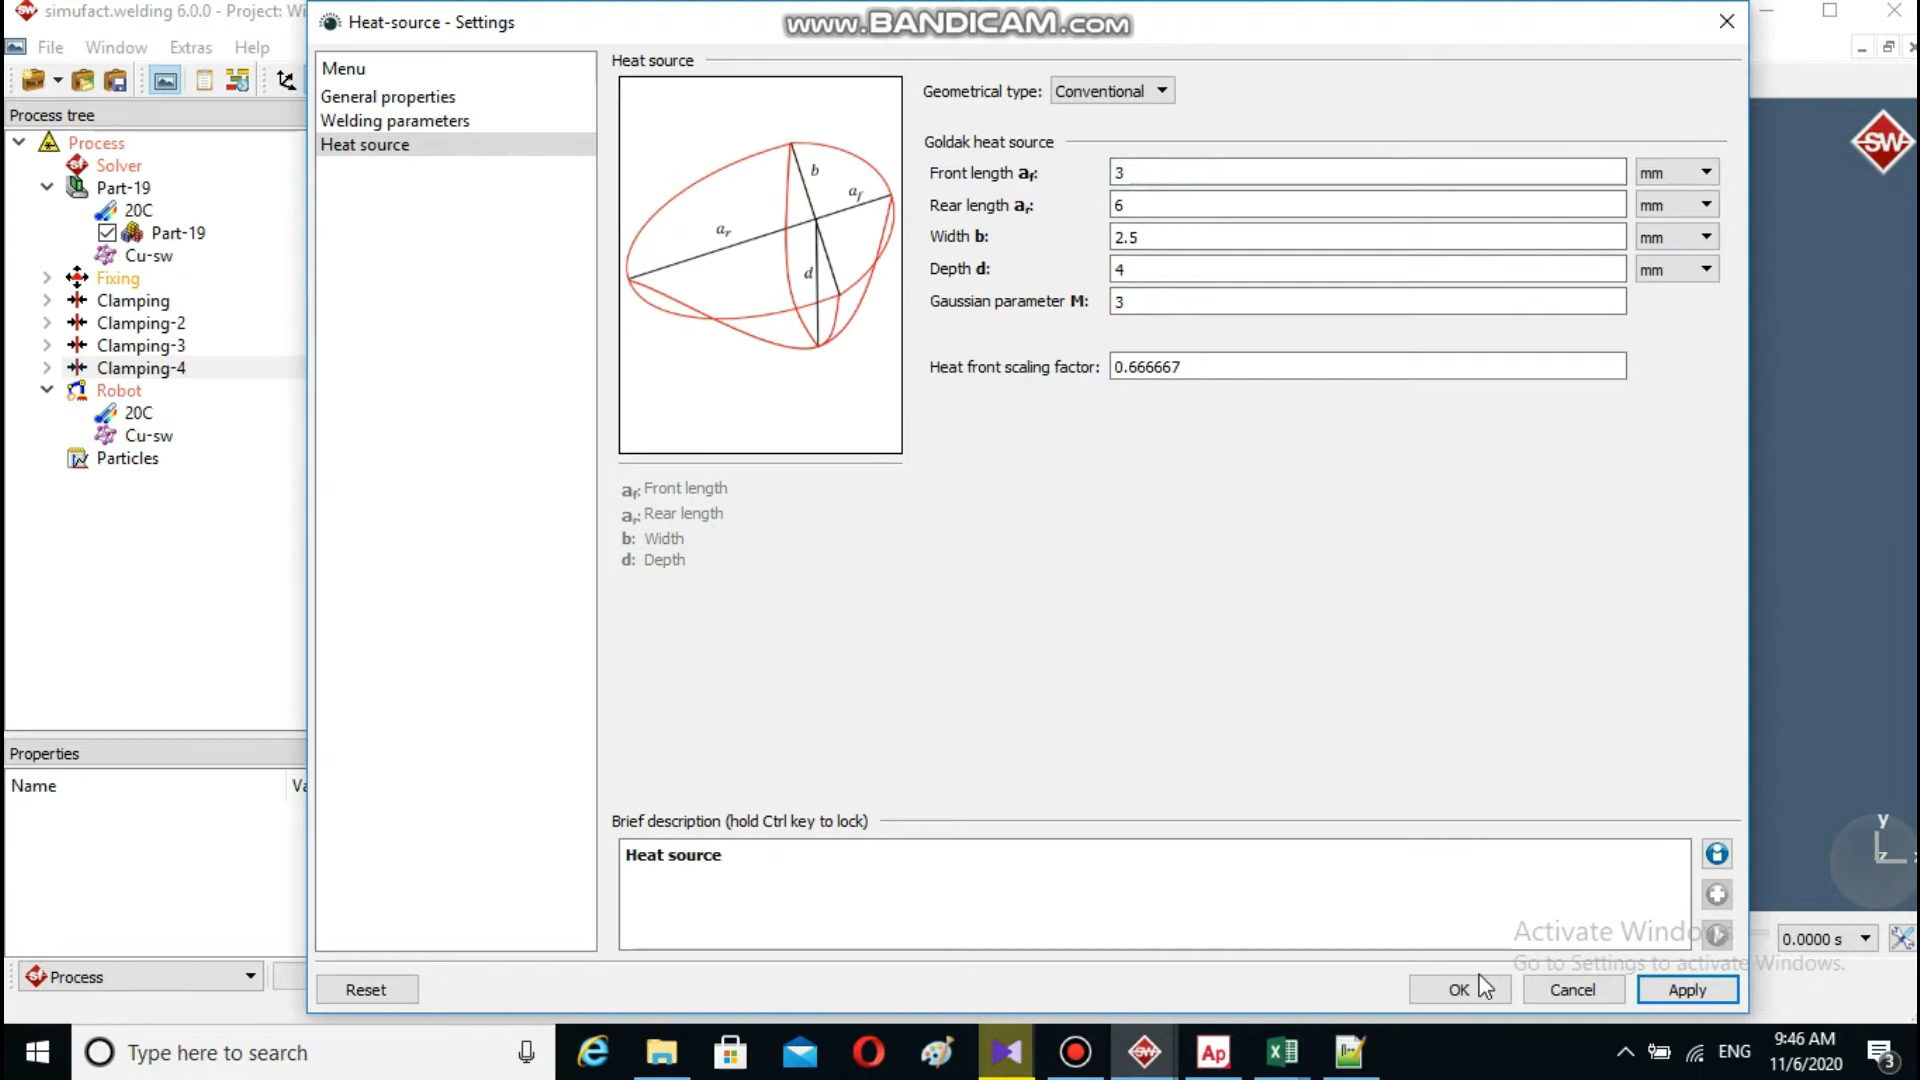 simufact.welding 6.0.0 - Project: Wi
Heat-source - Settings
www.BANDICAM.com
File Window Extras Help
Process tree
Process
Solver
Part-19
20C
Part-19
Cu-sw
Fixing
Clamping
Clamping-2
Clamping-3
Clamping-4
Robot
20C
Cu-sw
Particles
Properties
Name
Va
Process
Menu
General properties
Welding parameters
Heat source
Heat source
b
af
ar
d
af: Front length
ar: Rear length
b: Width
d: Depth
Geometrical type: Conventional
Goldak heat source
Front length af: 3 mm
Rear length ar: 6 mm
Width b: 2.5 mm
Depth d: 4 mm
Gaussian parameter M: 3
Heat front scaling factor: 0.666667
Brief description (hold Ctrl key to lock)
Heat source
Reset
OK
Cancel
Apply
SW
y
z
0.0000 s
Activate Windo
Go to Settings to activate Windows.
Type here to search
SW
Ap
ENG
9:46 AM
11/6/2020
3